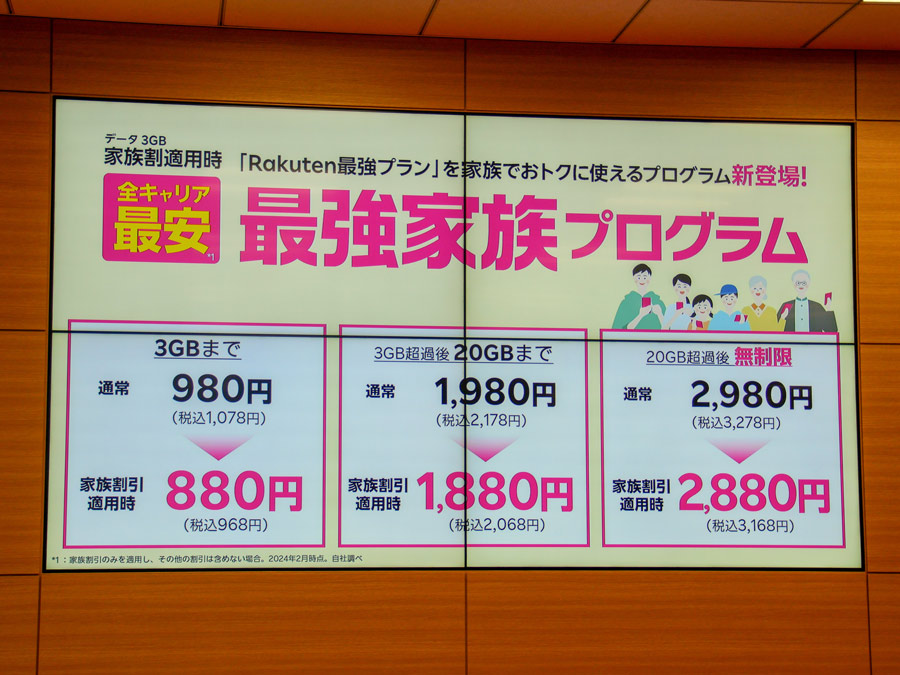 データ 3GB
家族割適用時
「Rakuten最強プラン」を家族でおトクに使えるプログラム新登場!
全キャリア
最安
*1
最強家族プログラム
3GBまで
通常 980円
(税込1,078円)
家族割引
適用時
880円
(税込968円)
3GB超過後 20GBまで
通常 1,980円
(税込2,178円)
家族割引
適用時
1,880円
(税込2,068円)
20GB超過後 無制限
通常 2,980円
(税込3,278円)
家族割引
適用時
2,880円
(税込3,168円)
*1：家族割引のみを適用し、その他の割引は含めない場合。2024年2月時点。自社調べ